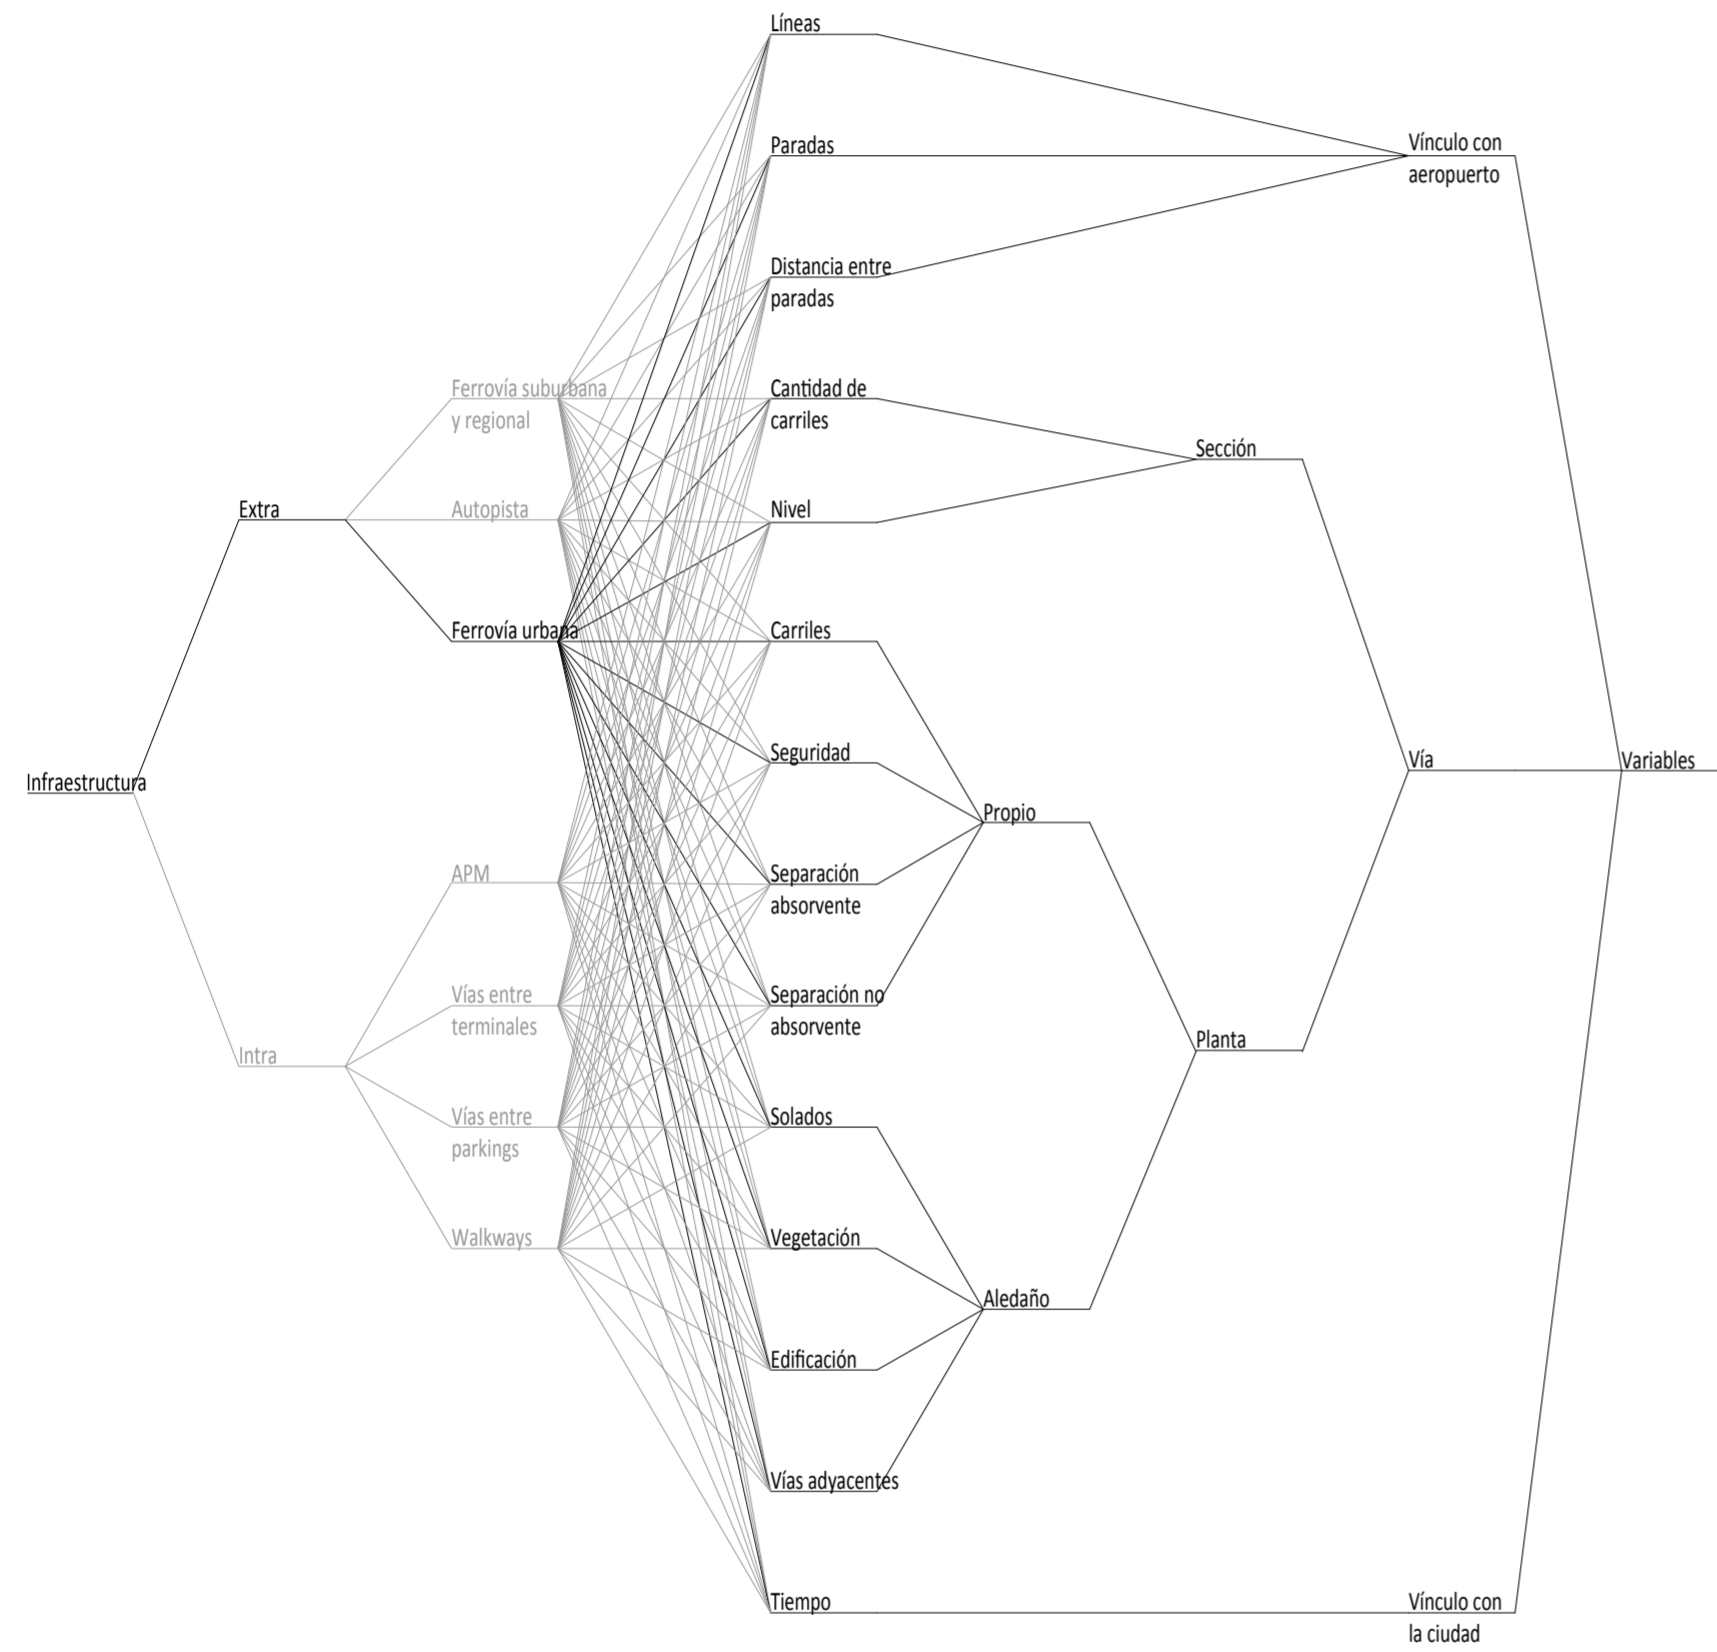 Líneas
Paradas
Vínculo con
aeropuerto
Distancia entre
paradas
Ferrovía suburbana
y regional
Cantidad de
carriles
Sección
Extra
Autopista
Nivel
Ferrovía urbana
Carriles
Seguridad
Vía
Variables
Infraestructura
Propio
APM
Separación
absorvente
Vías entre
terminales
Separación no
absorvente
Intra
Planta
Vías entre
parkings
Solados
Walkways
Vegetación
Aledaño
Edificación
Vías adyacentes
Tiempo
Vínculo con
la ciudad